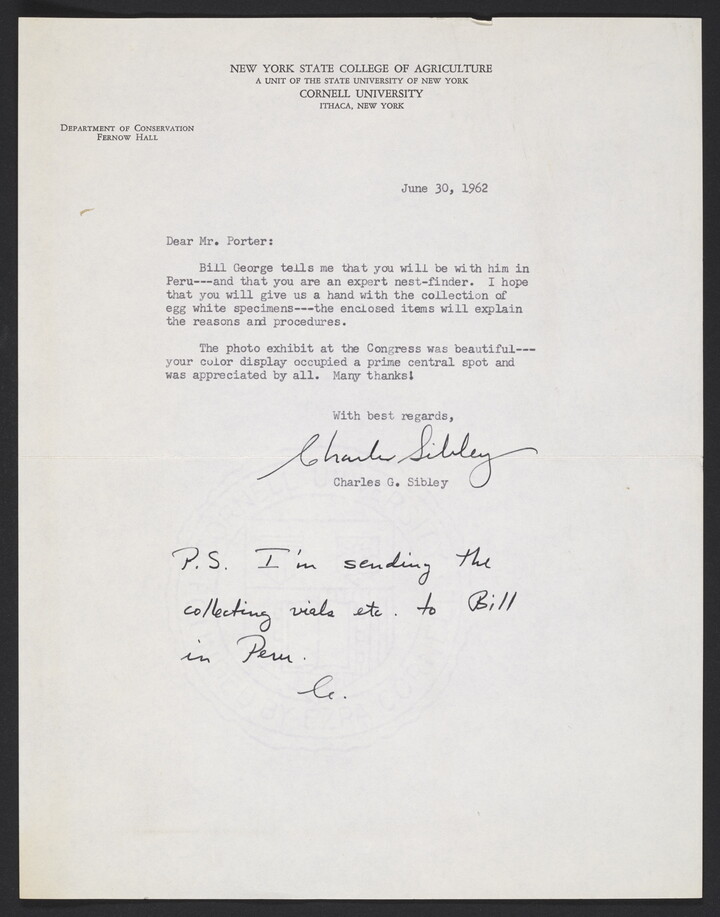 NEW YORK STATE COLLEGE OF AGRICULTURE
A UNIT OF THE STATE UNIVERSITY OF NEW YORK
CORNELL UNIVERSITY
ITHACA, NEW YORK
DEPARTMENT OF CONSERVATION
FERNOW HALL
June 30, 1962
Dear Mr. Porter:
Bill George tells me that you will be with him in
Peru---and that you are an expert nest-finder. I hope
that you will give us a hand with the collection of
egg white specimens---the enclosed items will explain
the reasons and procedures.
The photo exhibit at the Congress was beautiful---
your color display occupied a prime central spot and
was appreciated by all. Many thanks!
With best regards,
Charles Sibley
Charles G. Sibley
P.S. I'm sending the
collecting vials etc. to Bill
in Peru.
C.